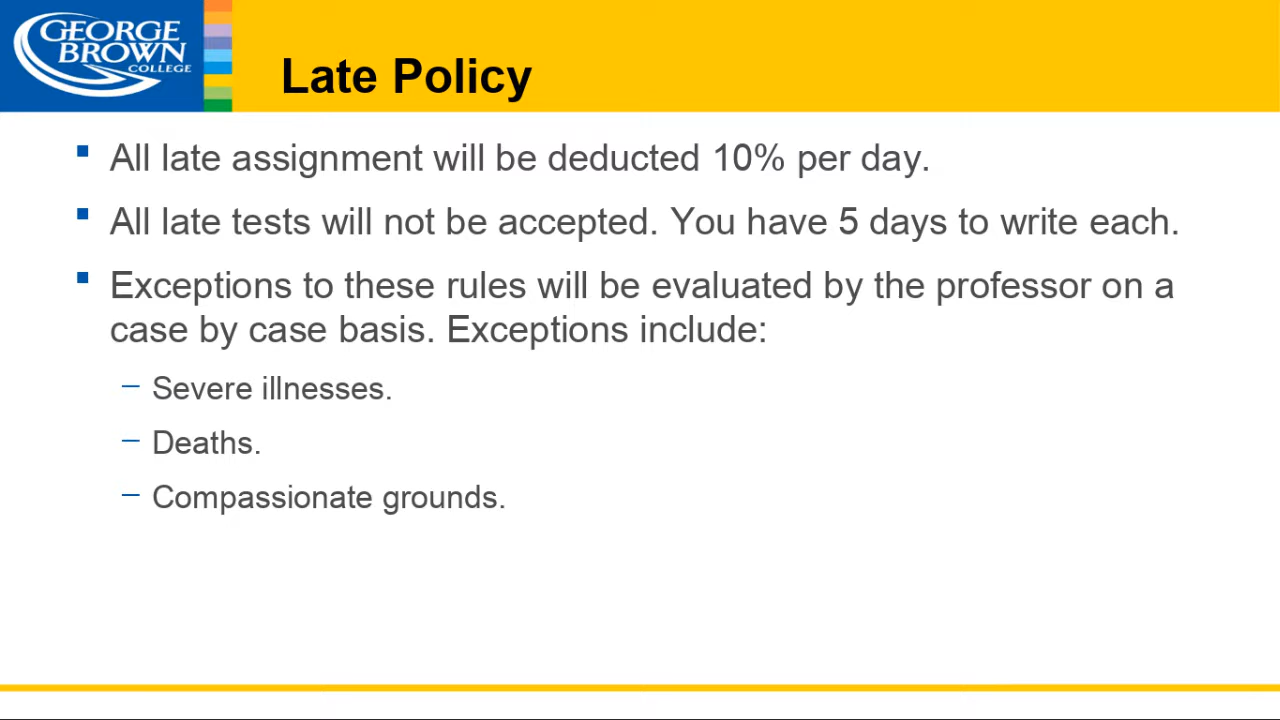 GEORGE
BROWN
COLLEGE
Late Policy
All late assignment will be deducted 10% per day.
All late tests will not be accepted. You have 5 days to write each.
Exceptions to these rules will be evaluated by the professor on a
case by case basis. Exceptions include:
– Severe illnesses.
– Deaths.
– Compassionate grounds.